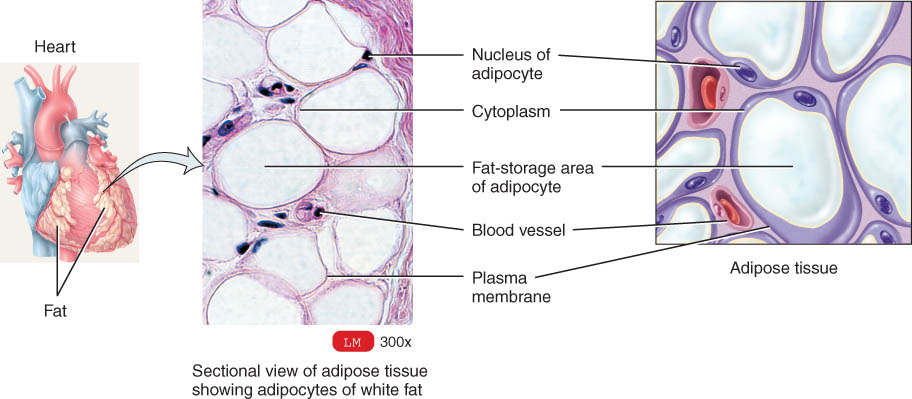 Heart
Fat
Nucleus of
adipocyte
Cytoplasm
Fat-storage area
of adipocyte
Blood vessel
Plasma
membrane
Adipose tissue
LM 300x
Sectional view of adipose tissue
showing adipocytes of white fat